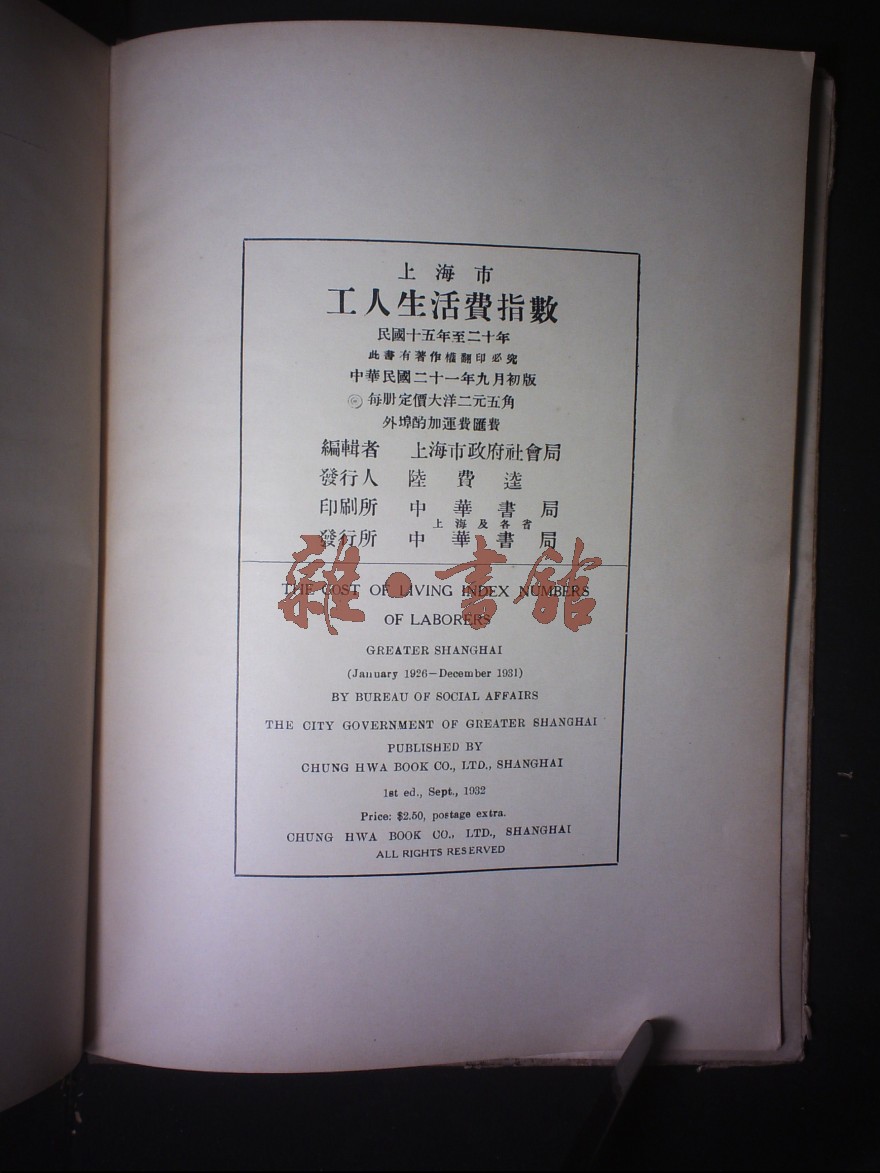 上海市
工人生活費指數
民國十五年至二十年
此書有著作權翻印必究
中華民國二十一年九月初版
每册定價大洋二元五角
外埠酌加運費匯費
編輯者 上海市政府社會局
發行人 陸費逵
印刷所 中華書局
上海及各省
發行所 中華書局
雜·書館
THE COST OF LIVING INDEX NUMBERS
OF LABORERS
GREATER SHANGHAI
(January 1926—December 1931)
BY BUREAU OF SOCIAL AFFAIRS
THE CITY GOVERNMENT OF GREATER SHANGHAI
PUBLISHED BY
CHUNG HWA BOOK CO., LTD., SHANGHAI
1st ed., Sept., 1932
Price: $2.50, postage extra.
CHUNG HWA BOOK CO., LTD., SHANGHAI
ALL RIGHTS RESERVED